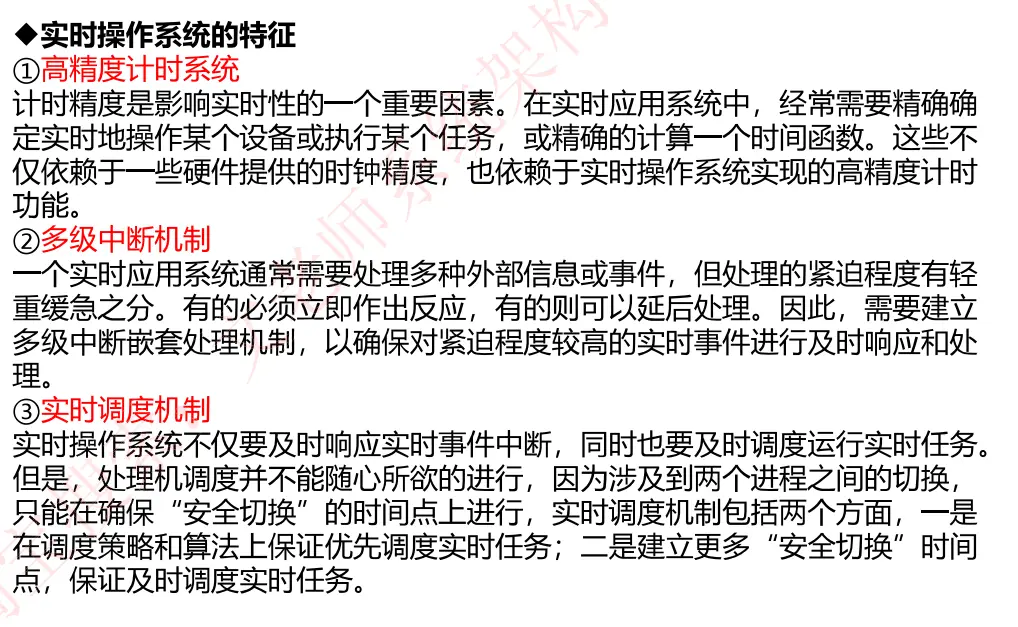 ◆实时操作系统的特征
①高精度计时系统
计时精度是影响实时性的一个重要因素。在实时应用系统中，经常需要精确确
定实时地操作某个设备或执行某个任务，或精确的计算一个时间函数。这些不
仅依赖于一些硬件提供的时钟精度，也依赖于实时操作系统实现的高精度计时
功能。
②多级中断机制
一个实时应用系统通常需要处理多种外部信息或事件，但处理的紧迫程度有轻
重缓急之分。有的必须立即作出反应，有的则可以延后处理。因此，需要建立
多级中断嵌套处理机制，以确保对紧迫程度较高的实时事件进行及时响应和处
理。
③实时调度机制
实时操作系统不仅要及时响应实时事件中断，同时也要及时调度运行实时任务。
但是，处理机调度并不能随心所欲的进行，因为涉及到两个进程之间的切换，
只能在确保“安全切换”的时间点上进行，实时调度机制包括两个方面，一是
在调度策略和算法上保证优先调度实时任务；二是建立更多“安全切换”时间
点，保证及时调度实时任务。